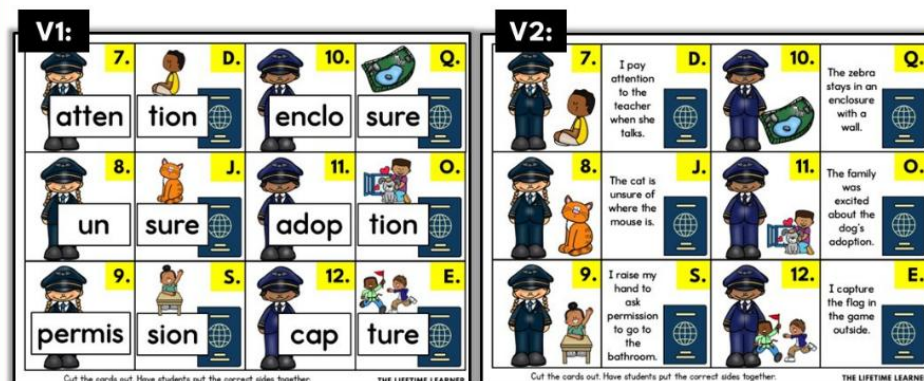 V1:
7. D. 10. Q.
atten tion enclo sure
8. J. 11. O.
un sure adop tion
9. S. 12. E.
permis sion cap ture
Cut the cards out. Have students put the correct sides together.
THE LIFETIME LEARNER
V2:
7.
I pay
attention
to the
teacher
when she
talks.
D.
10.
The zebra
stays in an
enclosure
with a
wall.
Q.
8.
The cat is
unsure of
where the
mouse is.
J.
11.
The family
was
excited
about the
dog's
adoption.
O.
9.
I raise my
hand to
ask
permission
to go to
the
bathroom.
S.
12.
I capture
the flag in
the game
outside.
E.
Cut the cards out. Have students put the correct sides together.
THE LIFETIME LEARNER